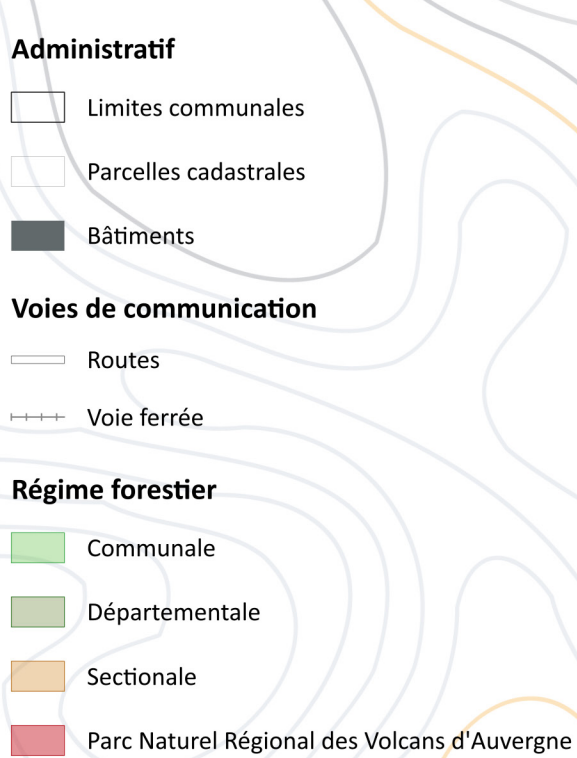 Administratif
Limites communales
Parcelles cadastrales
Bâtiments
Voies de communication
Routes
Voie ferrée
Régime forestier
Communale
Départementale
Sectionale
Parc Naturel Régional des Volcans d'Auvergne